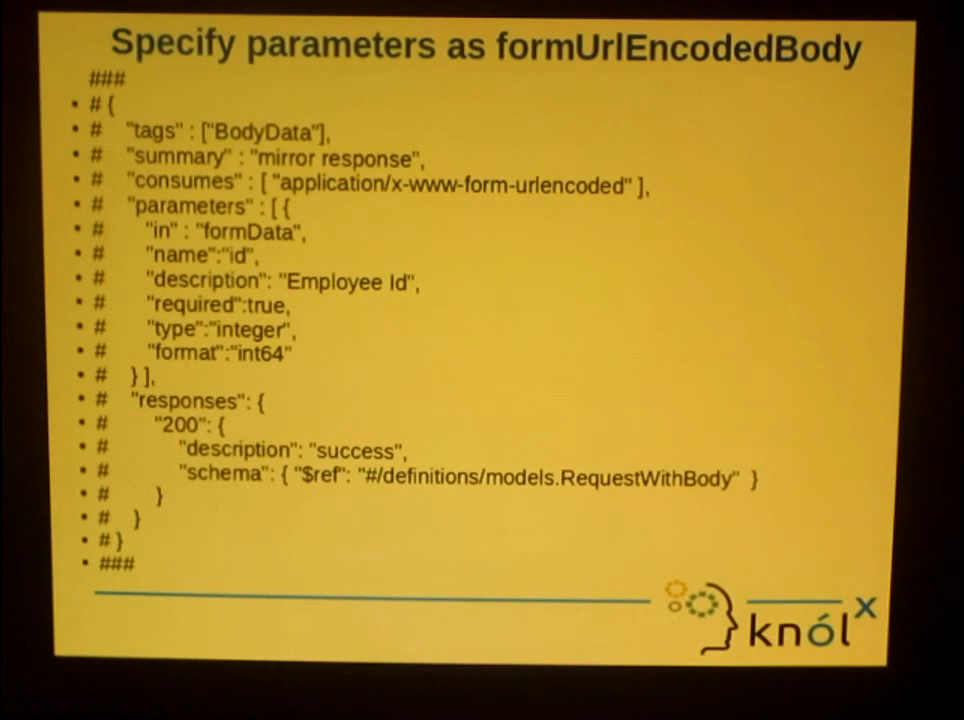 Specify parameters as formUrlEncodedBody
###
• # {
• #    "tags" : ["BodyData"],
• #    "summary" : "mirror response",
• #    "consumes" : [ "application/x-www-form-urlencoded" ],
• #    "parameters" : [ {
• #      "in" : "formData",
• #      "name":"id",
• #      "description": "Employee Id",
• #      "required":true,
• #      "type":"integer",
• #      "format":"int64"
• #    } ],
• #    "responses": {
• #      "200": {
• #        "description": "success",
• #        "schema": { "$ref": "#/definitions/models.RequestWithBody" }
• #      }
• #    }
• # }
• ###
knólx